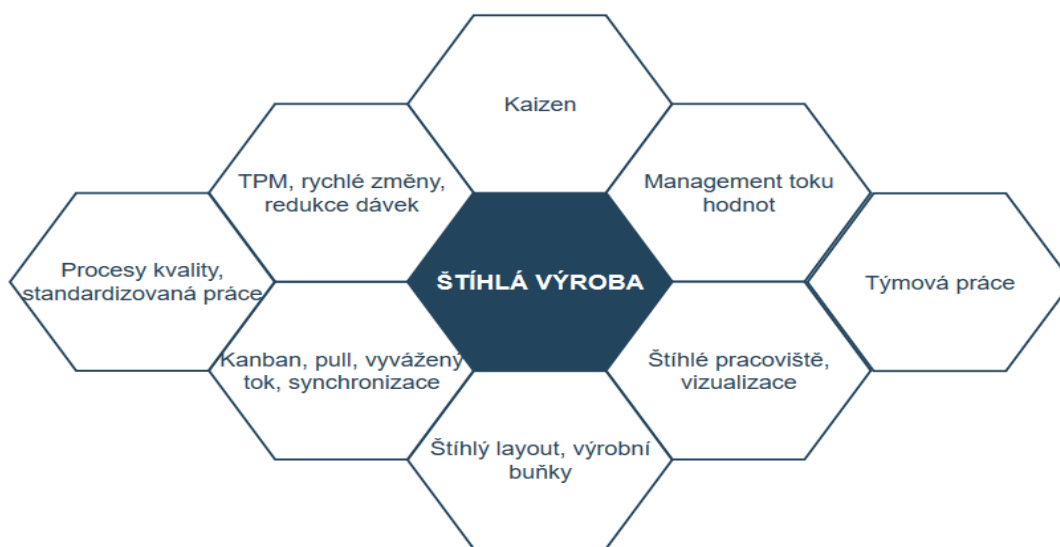 Kaizen
TPM, rychlé změny,
redukce dávek
Management toku
hodnot
Procesy kvality,
standardizovaná práce
ŠTÍHLÁ VÝROBA
Týmová práce
Kanban, pull, vyvážený
tok, synchronizace
Štíhlé pracoviště,
vizualizace
Štíhlý layout, výrobní
buňky